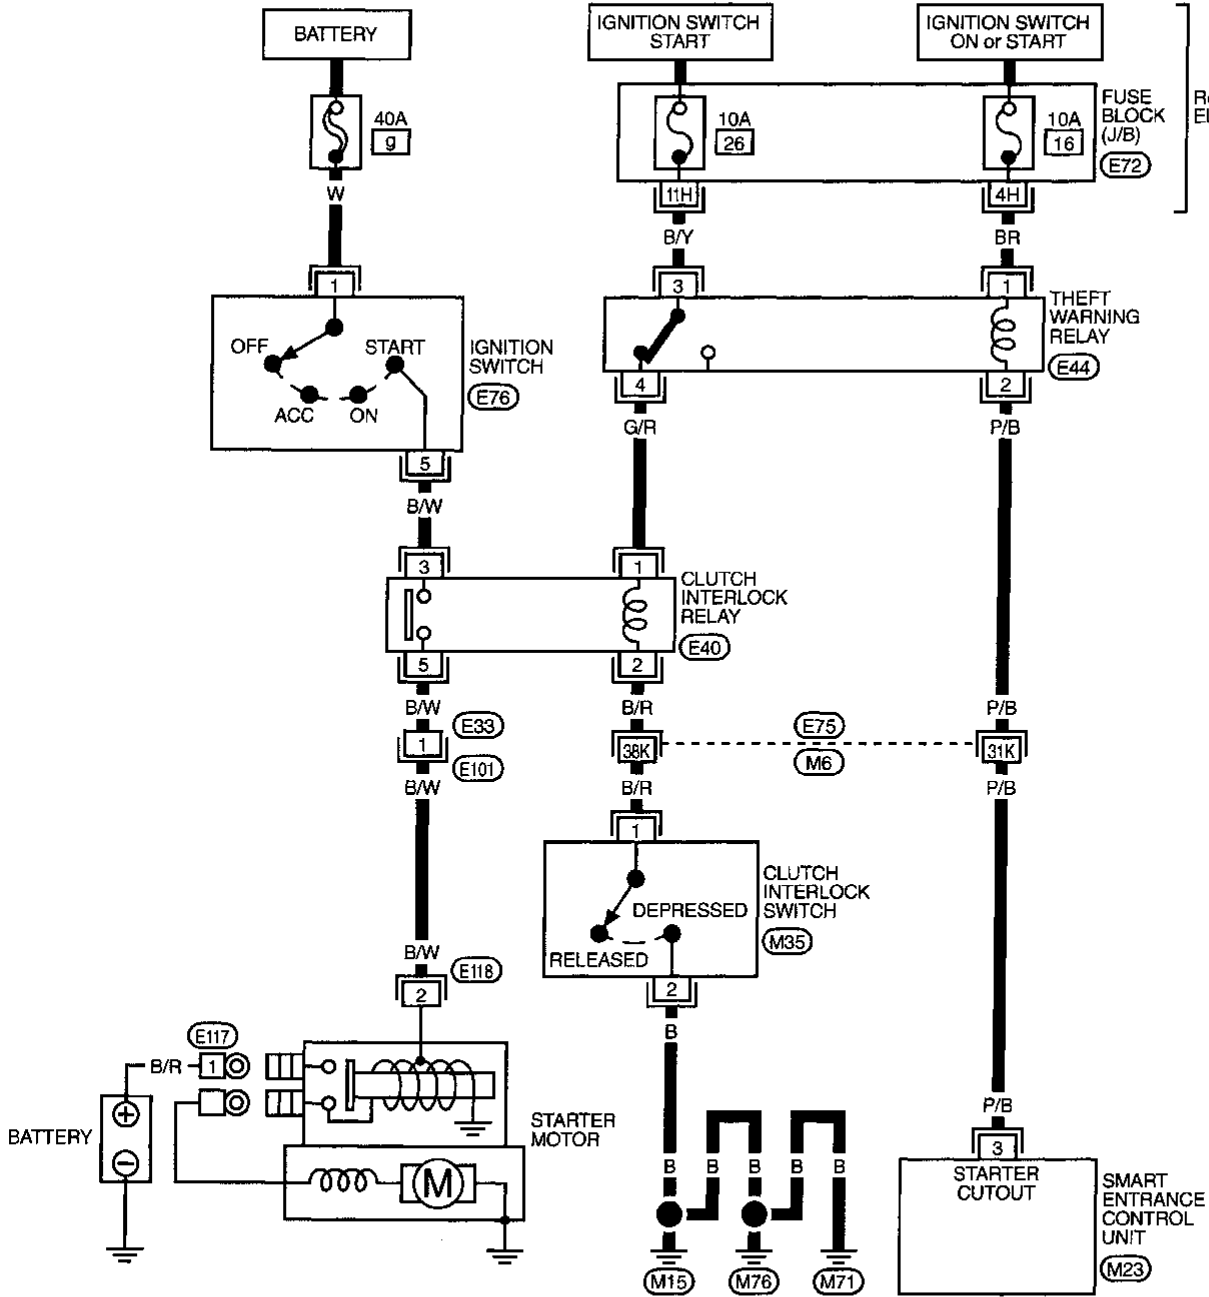 BATTERY
IGNITION SWITCH
START
IGNITION SWITCH
ON or START
40A
g
10A
26
10A
16
FUSE
BLOCK
(J/B)
E72
W
11H
4H
B/Y
BR
1
3
1
OFF
START
ACC
ON
IGNITION
SWITCH
E76
THEFT
WARNING
RELAY
E44
4
2
G/R
P/B
5
B/W
3
1
CLUTCH
INTERLOCK
RELAY
E40
5
2
B/W
B/R
P/B
E33
1
E101
38K
E75
M6
31K
B/W
B/R
P/B
1
DEPRESSED
RELEASED
CLUTCH
INTERLOCK
SWITCH
M35
B/W
E118
2
2
B
E117
B/R
1
BATTERY
STARTER
MOTOR
M
P/B
3
STARTER
CUTOUT
SMART
ENTRANCE
CONTROL
UNIT
M23
B
B
B
B
B
M15
M76
M71